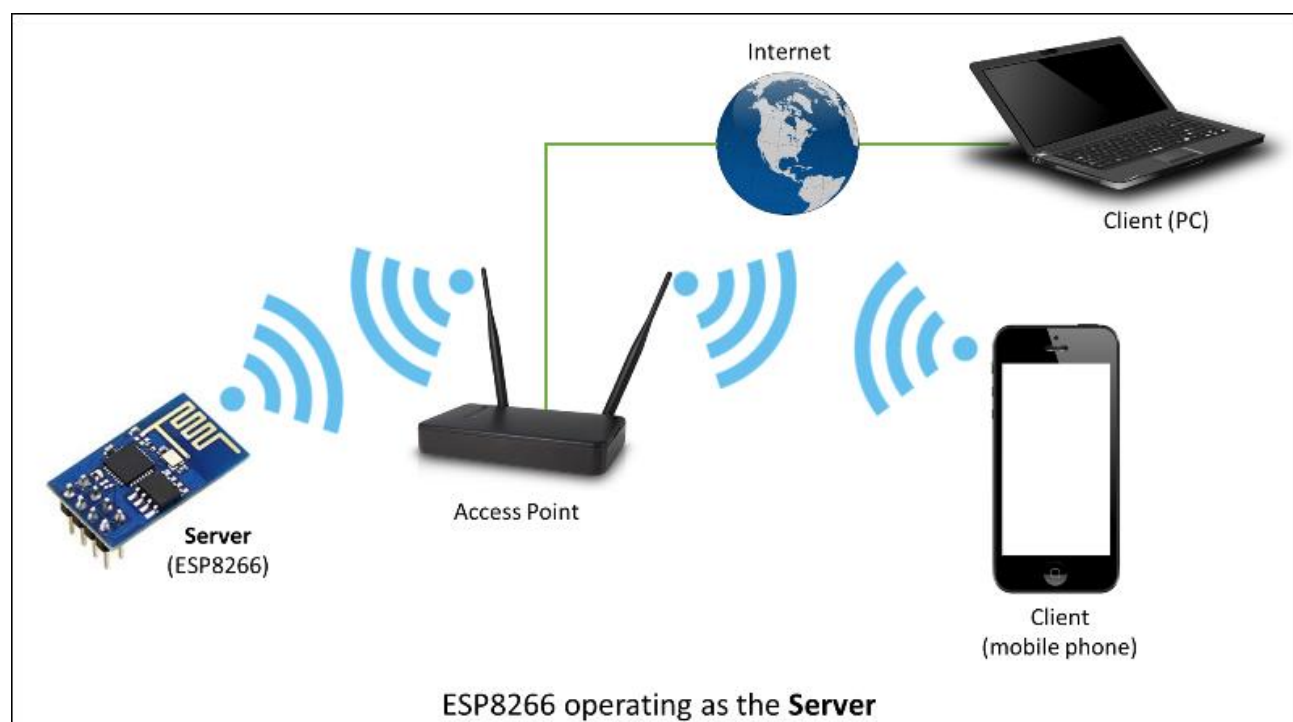 Internet
Client (PC)
Access Point
Server
(ESP8266)
Client
(mobile phone)
ESP8266 operating as the Server